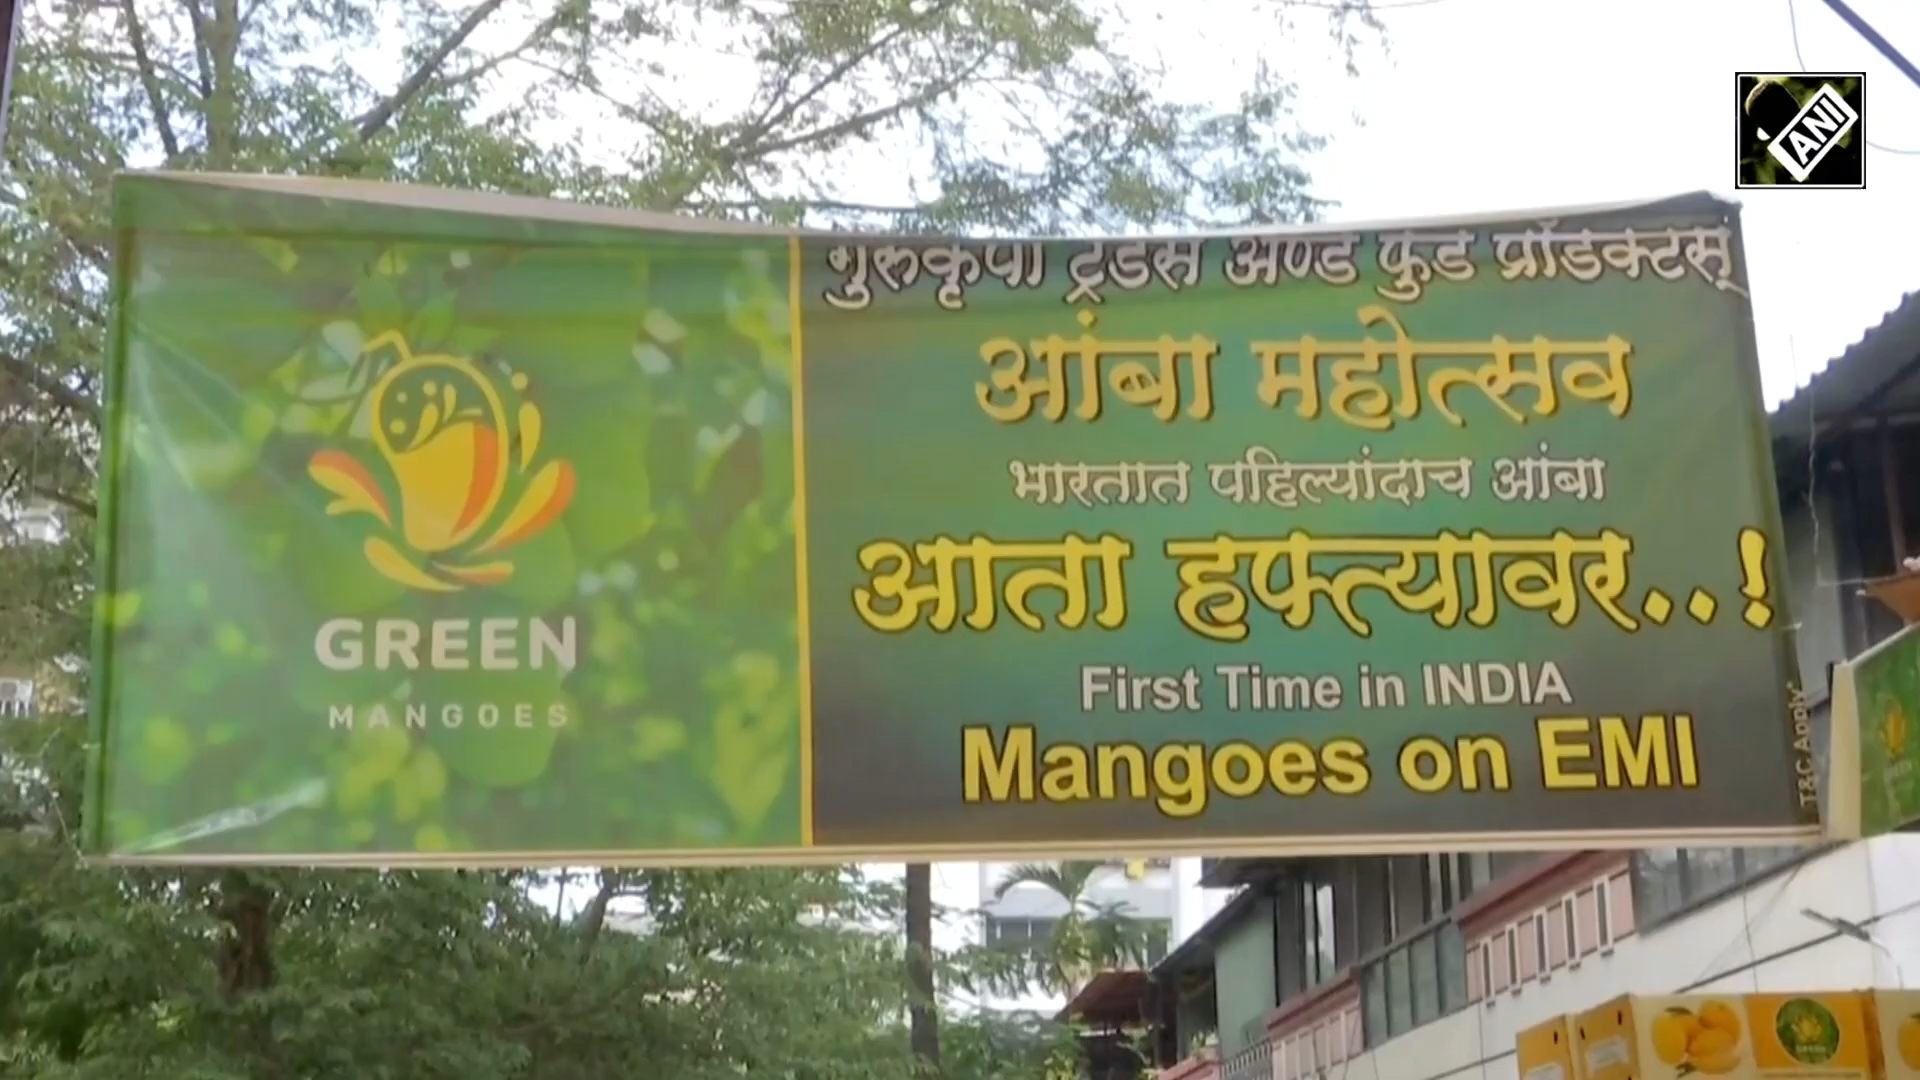 ANI
गुरुकृपा ट्रेडर्स अॅण्ड फुड प्रॉडक्टस्
आंबा महोत्सव
भारतात पहिल्यांदाच आंबा
आता हफ्त्यावर..!
First Time in INDIA
Mangoes on EMI
T&C Apply*
GREEN
MANGOES
GREEN